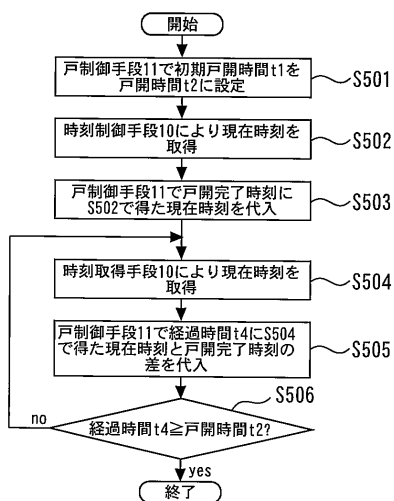 開始
戸制御手段11で初期戸開時間t1を
戸開時間t2に設定
S501
時刻制御手段10により現在時刻を
取得
S502
戸制御手段11で戸開完了時刻に
S502で得た現在時刻を代入
S503
時刻取得手段10により現在時刻を
取得
S504
戸制御手段11で経過時間t4にS504
で得た現在時刻と戸開完了時刻の
差を代入
S505
S506
経過時間t4≧戸開時間t2?
no
yes
終了